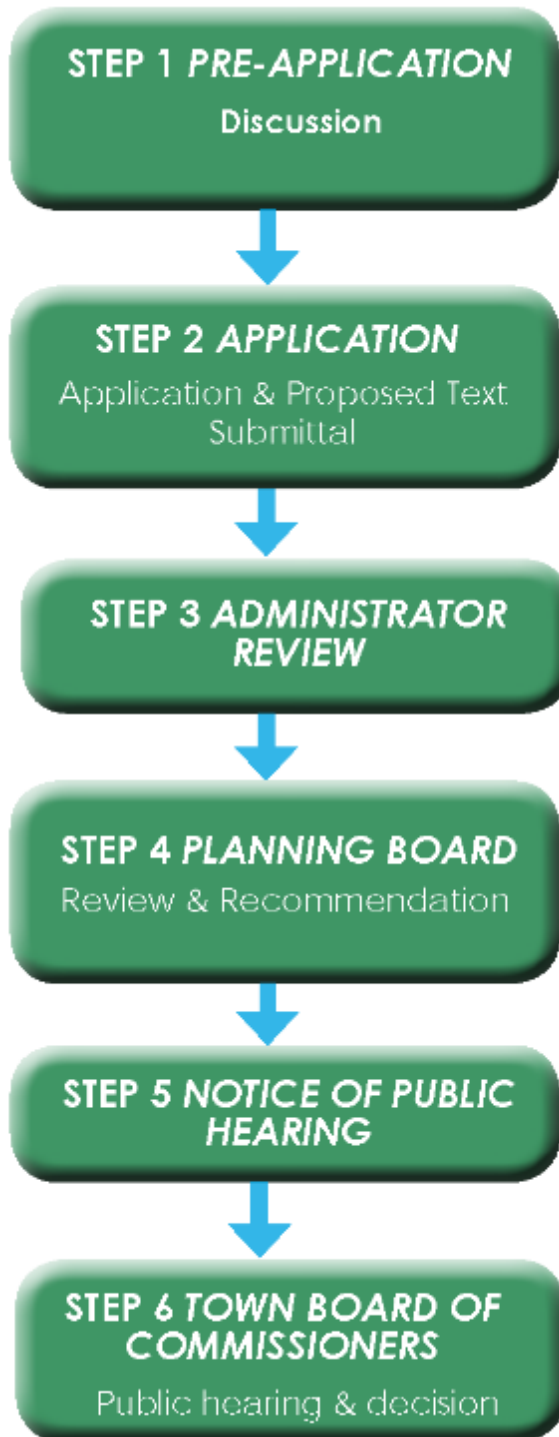 STEP 1 PRE-APPLICATION
Discussion
STEP 2 APPLICATION
Application & Proposed Text
Submittal
STEP 3 ADMINISTRATOR
REVIEW
STEP 4 PLANNING BOARD
Review & Recommendation
STEP 5 NOTICE OF PUBLIC
HEARING
STEP 6 TOWN BOARD OF
COMMISSIONERS
Public hearing & decision